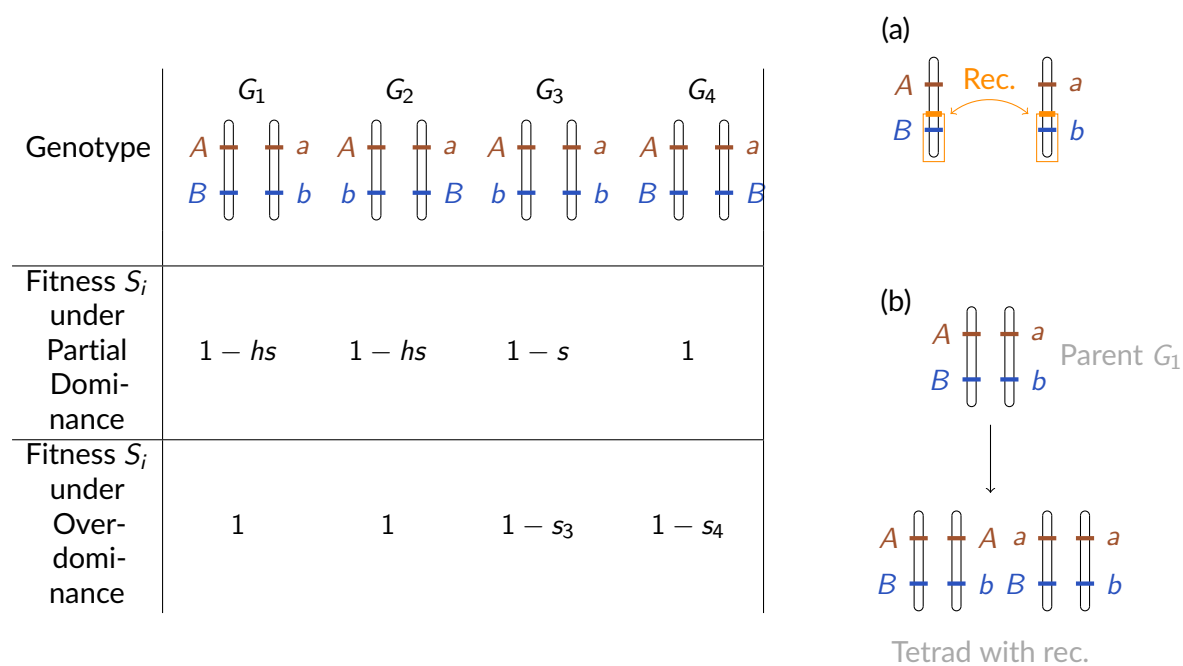 G1 G2 G3 G4
Genotype
A a A a A a A a
B b b B b b B B
Fitness Si
under
Partial
Domi-
nance
1 − hs 1 − hs 1 − s 1
Fitness Si
under
Over-
domi-
nance
1 1 1 − s3 1 − s4
(a)
Rec.
A a
B b
(b)
A a
Parent G1
B b
A A a a
B b B b
Tetrad with rec.